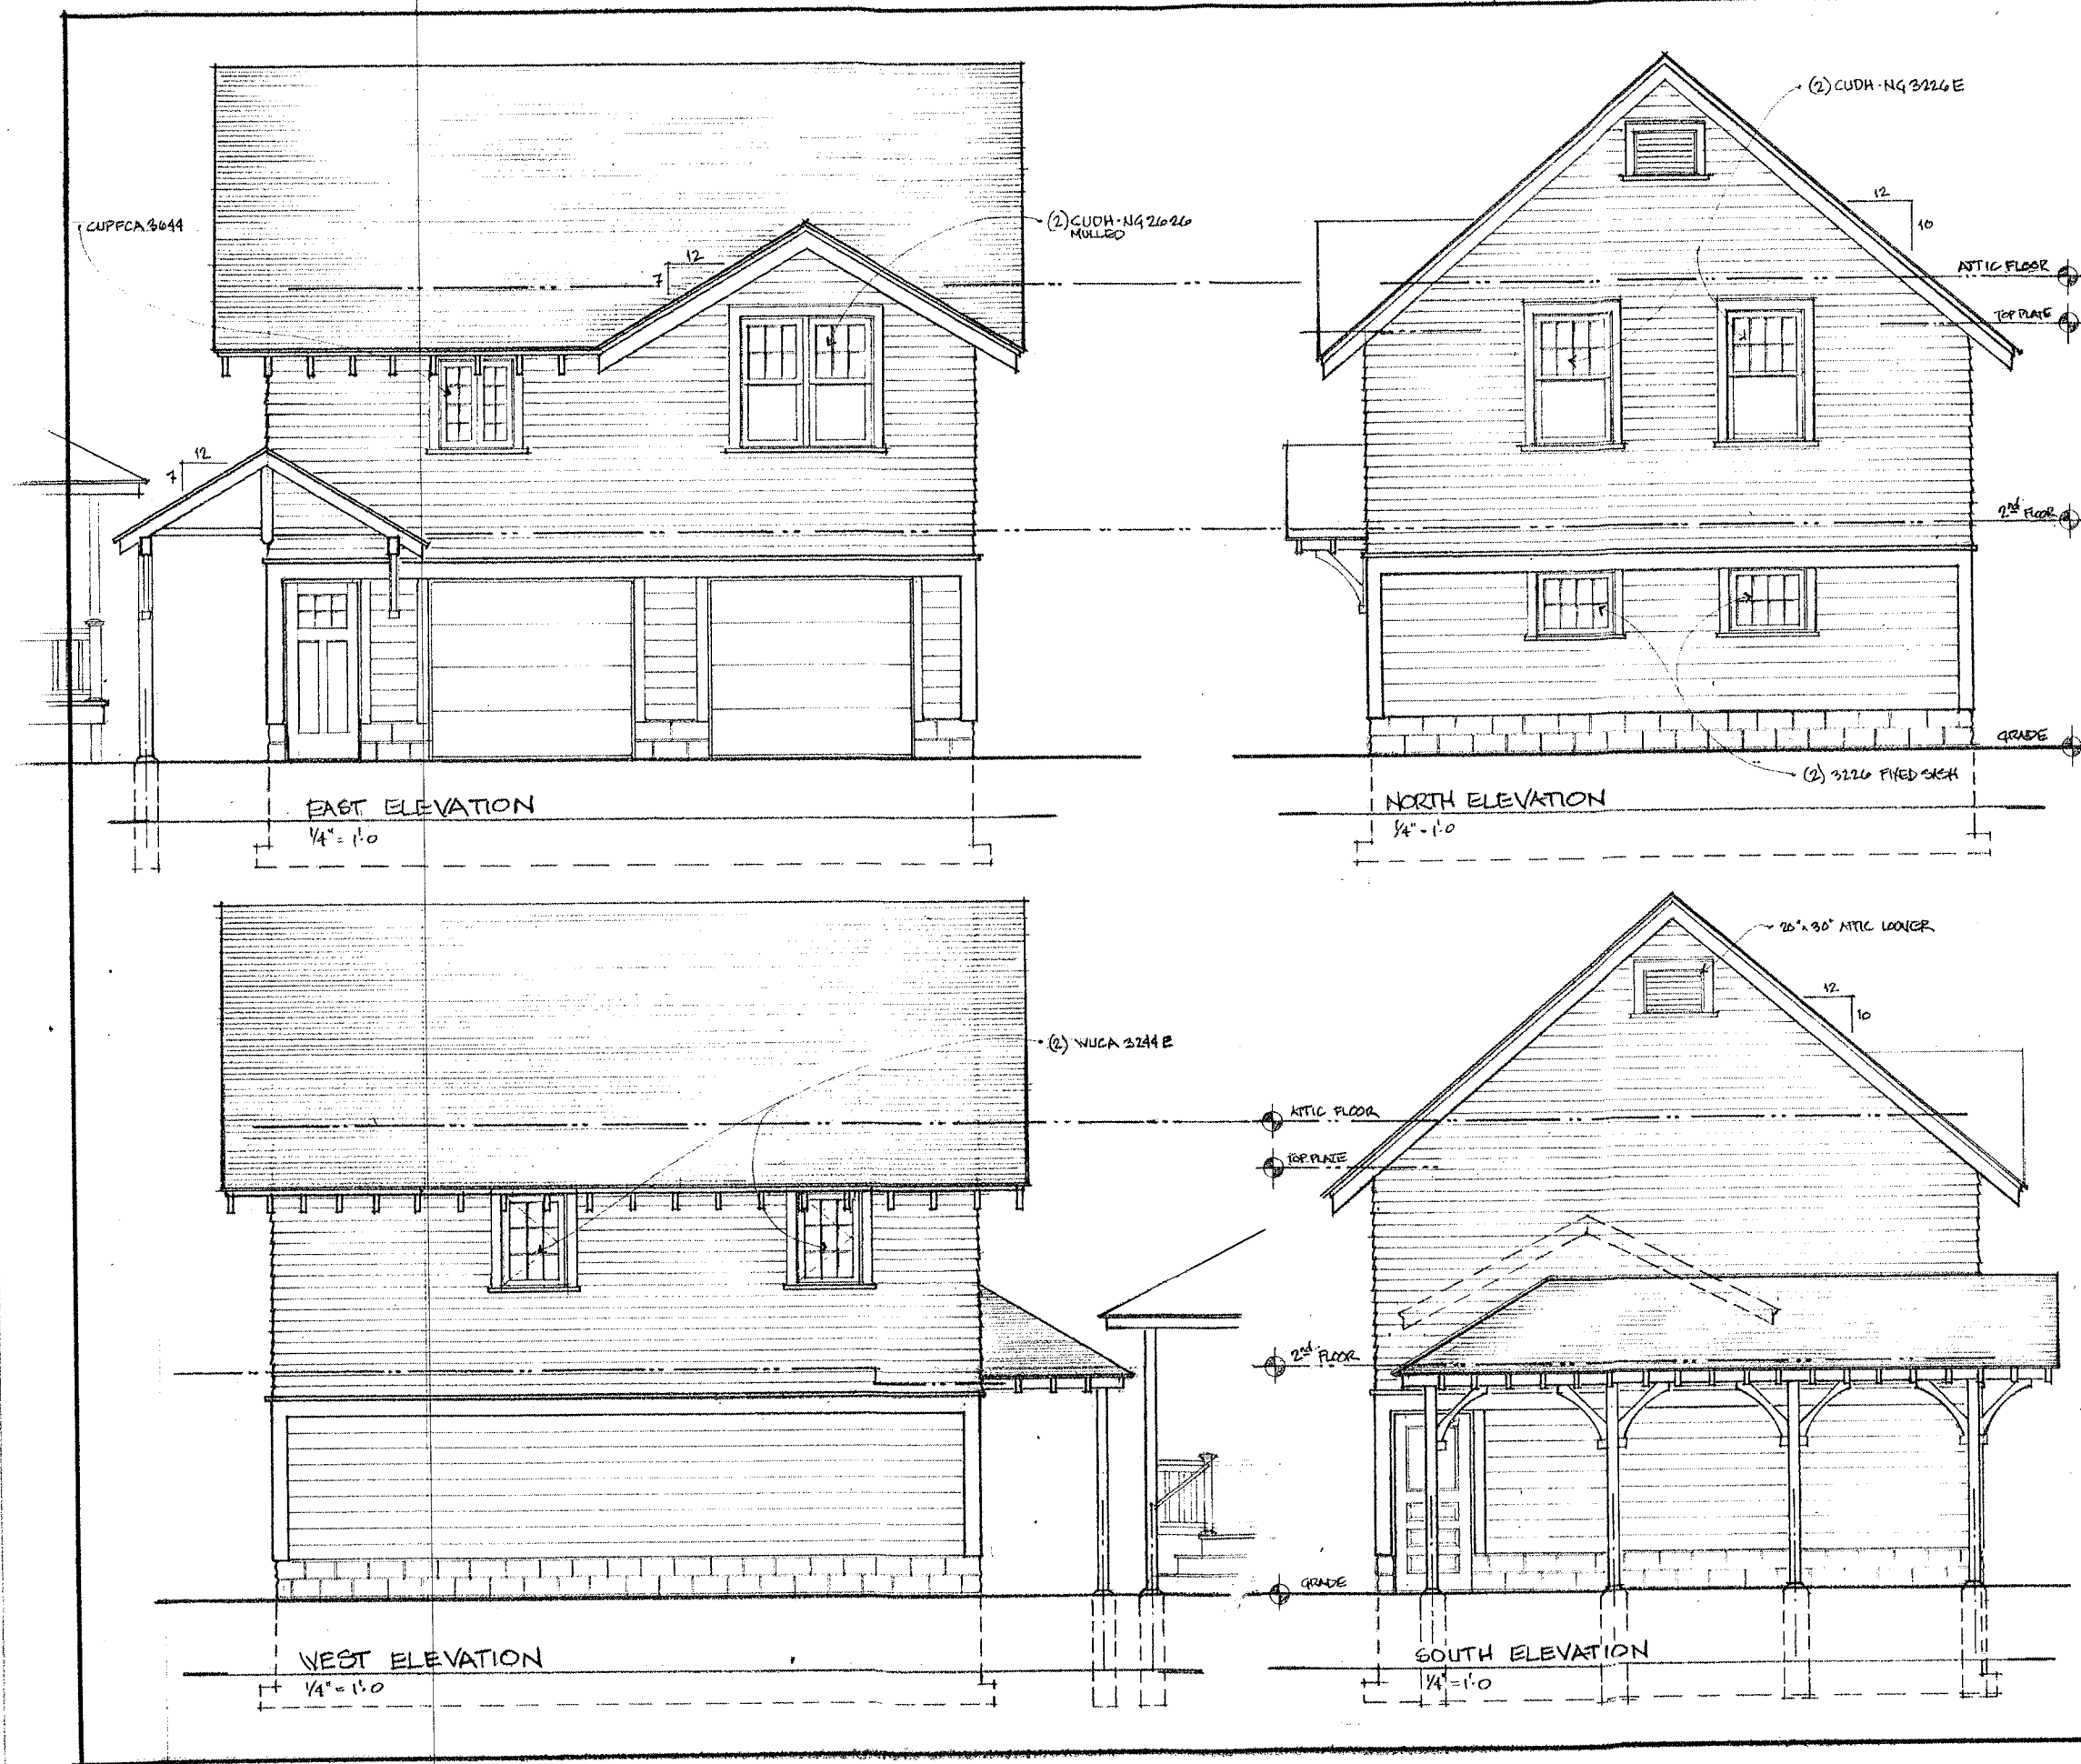 CUPFCA 3644
7
12
7
12
(2) CUDH-NG 2626
MULLED
EAST ELEVATION
1/4" = 1'-0
(2) CUDH-NG 3226 E
12
10
ATTIC FLOOR
TOP PLATE
2nd FLOOR
GRADE
(2) 3226 FIXED SASH
NORTH ELEVATION
1/4" = 1'-0
(2) WUCA 3244 E
WEST ELEVATION
1/4" = 1'-0
20" x 30" ATTIC LOUVER
12
10
ATTIC FLOOR
TOP PLATE
2nd FLOOR
GRADE
SOUTH ELEVATION
1/4" = 1'-0